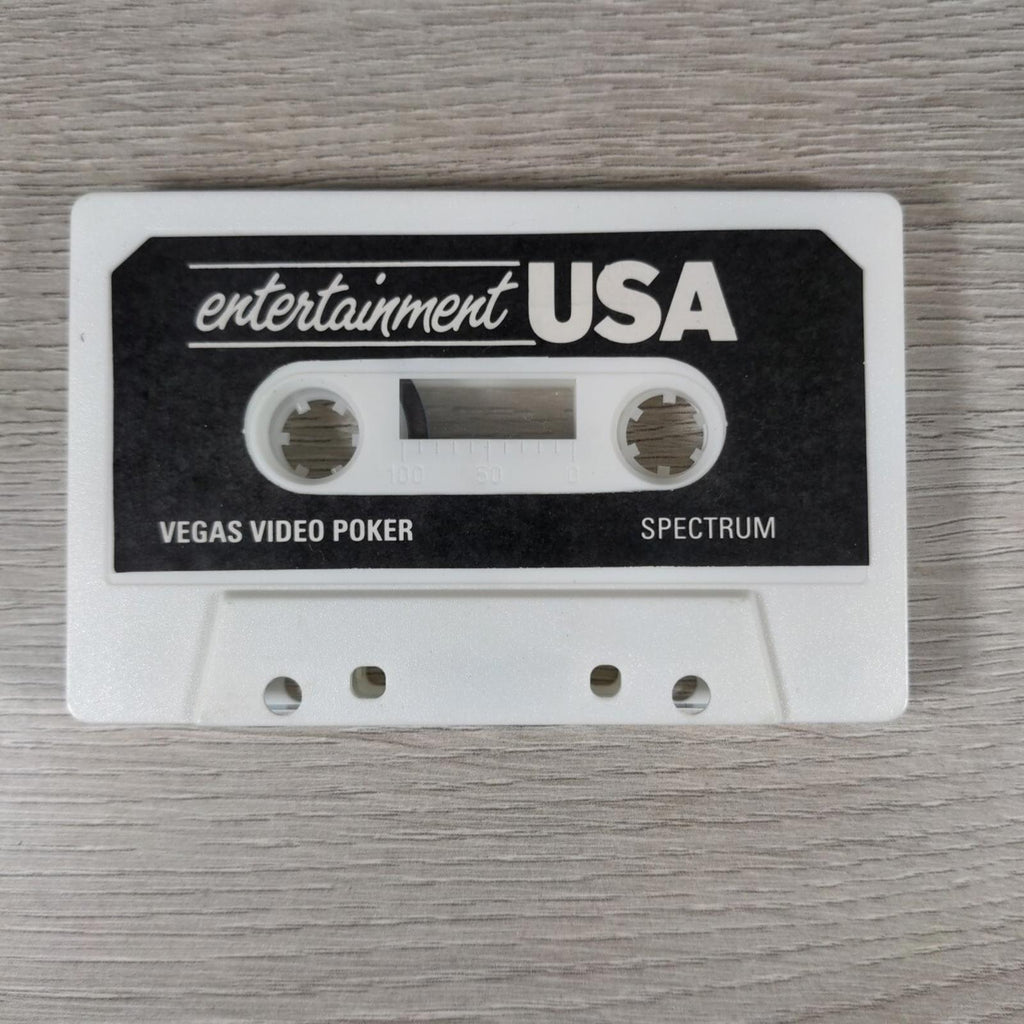 entertainment USA
100 50 0
VEGAS VIDEO POKER SPECTRUM